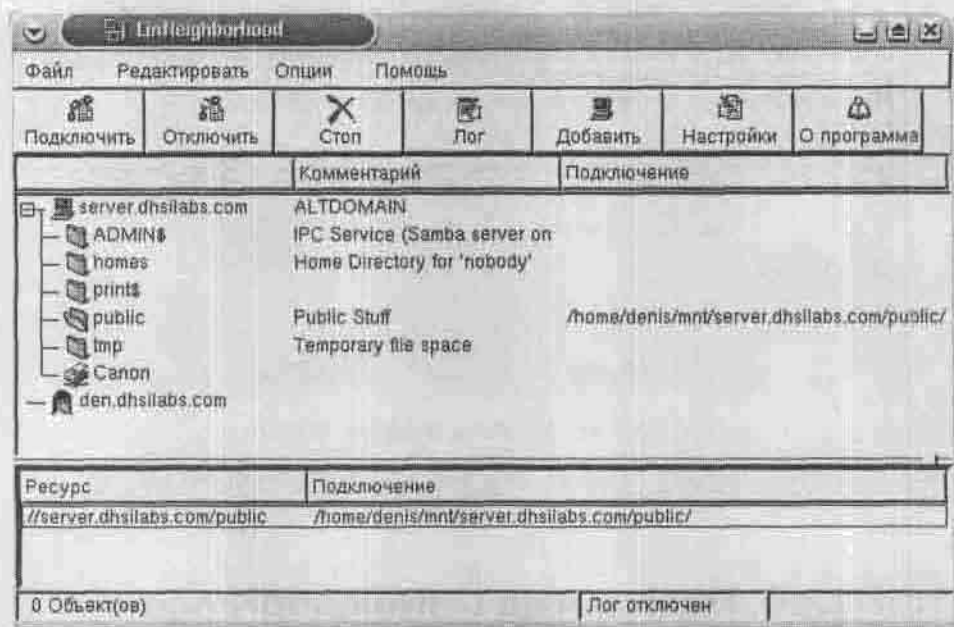 LinNeighborhood
Файл Редактировать Опции Помощь
Подключить Отключить Стоп Лог Добавить Настройки О программа
Комментарий Подключение
server.dhsilabs.com ALTDOMAIN
ADMIN$ IPC Service (Samba server on
homes Home Directory for 'nobody'
print$
public Public Stuff /home/denis/mnt/server.dhsilabs.com/public/
tmp Temporary file space
Canon
den.dhsilabs.com
Ресурс Подключение
//server.dhsilabs.com/public /home/denis/mnt/server.dhsilabs.com/public/
0 Объект(ов) Лог отключен